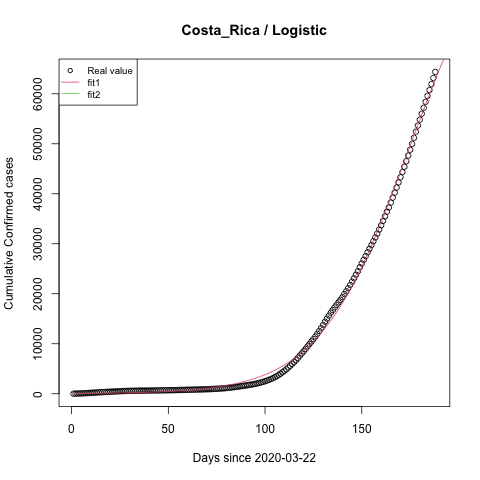 Costa_Rica / Logistic
Real value
fit1
fit2
Cumulative Confirmed cases
60000
50000
40000
30000
20000
10000
0
0 50 100 150
Days since 2020-03-22